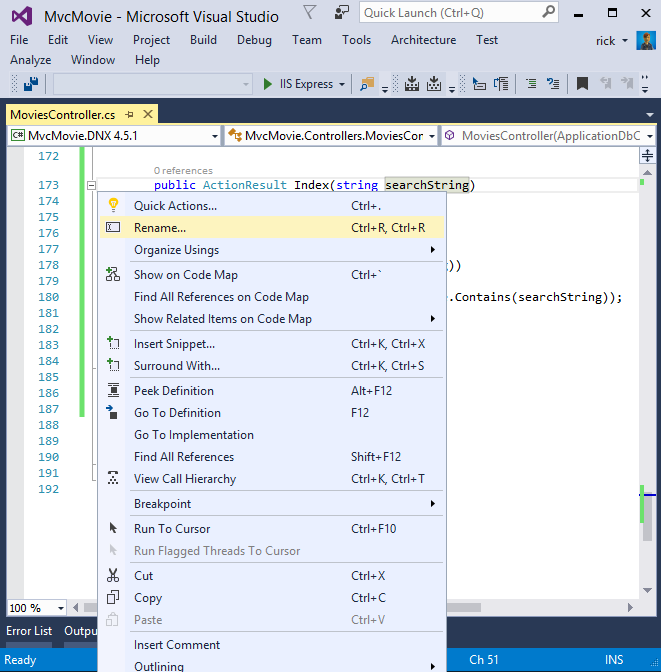 MvcMovie - Microsoft Visual Studio
Quick Launch (Ctrl+Q)
File Edit View Project Build Debug Team Tools Architecture Test rick
Analyze Window Help
IIS Express
MoviesController.cs
C# MvcMovie.DNX 4.5.1 MvcMovie.Controllers.MoviesCor MoviesController(ApplicationDbC
172
0 references
173 public ActionResult Index(string searchString)
174
175
176
177
178 ))
179
180 .Contains(searchString));
181
182
183
184
185
186
187
188
189
190
191
192
Quick Actions... Ctrl+.
Rename... Ctrl+R, Ctrl+R
Organize Usings
Show on Code Map Ctrl+`
Find All References on Code Map
Show Related Items on Code Map
Insert Snippet... Ctrl+K, Ctrl+X
Surround With... Ctrl+K, Ctrl+S
Peek Definition Alt+F12
Go To Definition F12
Go To Implementation
Find All References Shift+F12
View Call Hierarchy Ctrl+K, Ctrl+T
Breakpoint
Run To Cursor Ctrl+F10
Run Flagged Threads To Cursor
Cut Ctrl+X
Copy Ctrl+C
Paste Ctrl+V
Insert Comment
Outlining
100 %
Error List Outpu
Ready Ch 51 INS